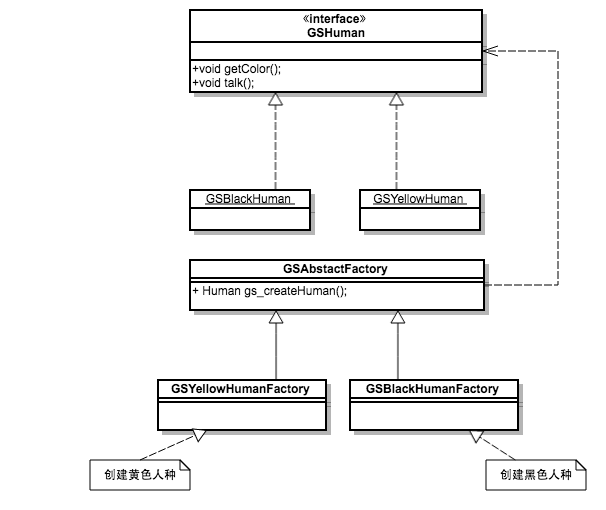 «interface»
GSHuman
+void getColor();
+void talk();
GSBlackHuman
GSYellowHuman
GSAbstactFactory
+ Human gs_createHuman();
GSYellowHumanFactory
GSBlackHumanFactory
创建黄色人种
创建黑色人种